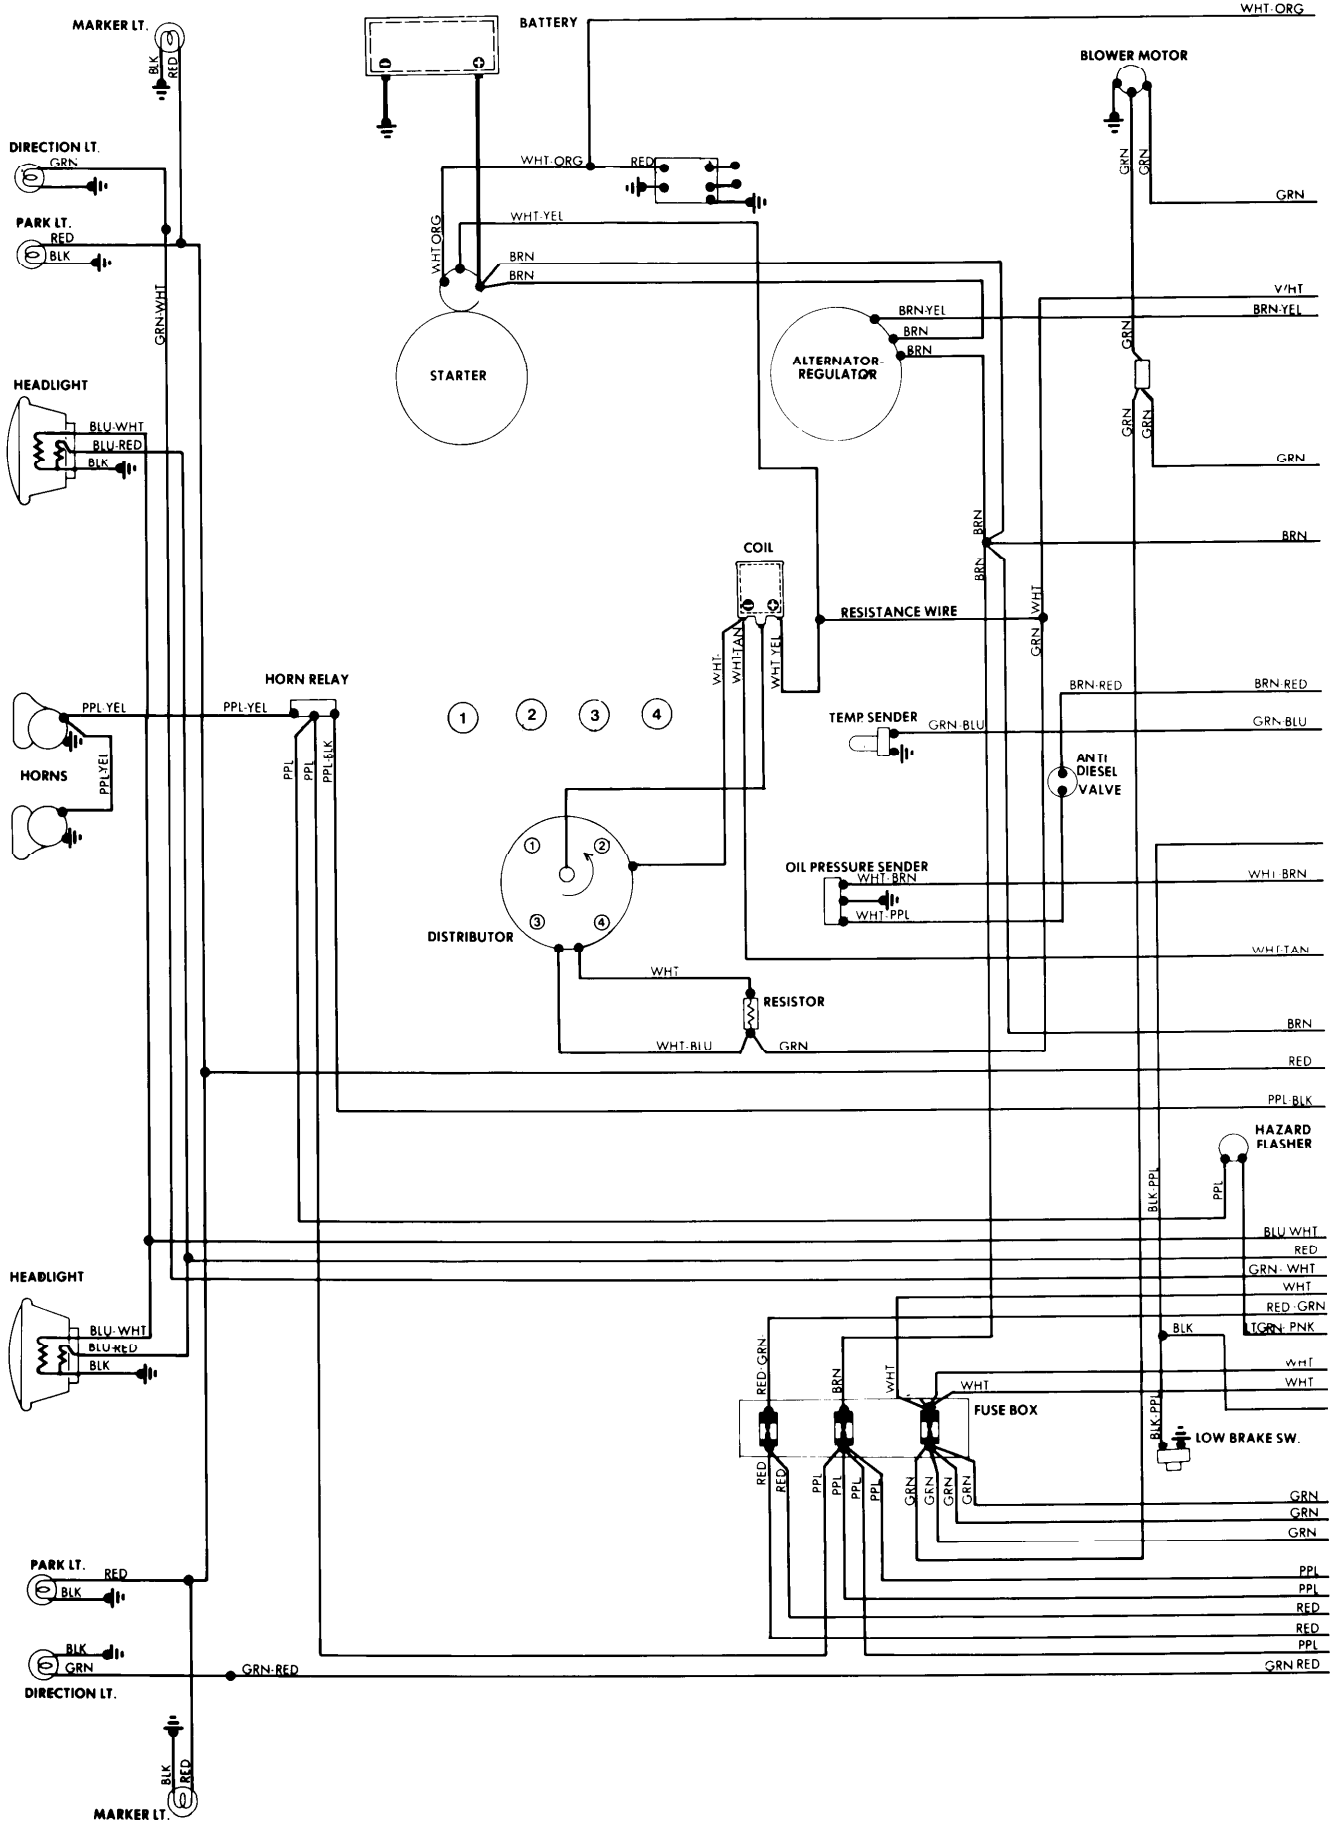 WHT-ORG
MARKER LT.
BATTERY
BLK
RED
BLOWER MOTOR
DIRECTION LT.
GRN
WHT-ORG
RED
GRN
GRN
GRN
PARK LT.
RED
BLK
WHT-ORG
WHT-YEL
BRN
BRN
GRN-WHT
BRN-YEL
BRN
BRN
BRN-YEL
GRN
ALTERNATOR-
REGULATOR
STARTER
HEADLIGHT
BLU-WHT
BLU-RED
BLK
GRN
GRN
GRN
BRN
BRN
BRN
COIL
WHT
RESISTANCE WIRE
GRN
WHT-
WHT-TAN
WHT YEL
HORN RELAY
BRN-RED
BRN-RED
PPL-YEL
PPL-YEL
1
2
3
4
TEMP. SENDER
GRN-BLU
GRN-BLU
PPL
PPL
PPL-BLK
HORNS
PPL-YEL
ANTI
DIESEL
VALVE
1
2
3
4
OIL PRESSURE SENDER
WHT-BRN
WHT-BRN
WHT-PPL
DISTRIBUTOR
WHT-TAN
WHT
RESISTOR
WHT-BLU
GRN
BRN
RED
PPL-BLK
HAZARD
FLASHER
BLK-PPL
PPL
BLU WHT
RED
GRN-WHT
WHT
RED GRN
LTGRN-PNK
HEADLIGHT
BLU-WHT
BLU-RED
BLK
BLK
RED-GRN-
BRN
WHT
WHT
WHT
WHT
FUSE BOX
BLK-PPL
LOW BRAKE SW.
RED
RED
PPL
PPL
PPL
PPL
GRN
GRN
GRN
GRN
GRN
GRN
GRN
PARK LT.
RED
BLK
PPL
PPL
RED
RED
PPL
GRN RED
BLK
GRN
GRN-RED
DIRECTION LT.
BLK
RED
MARKER LT.